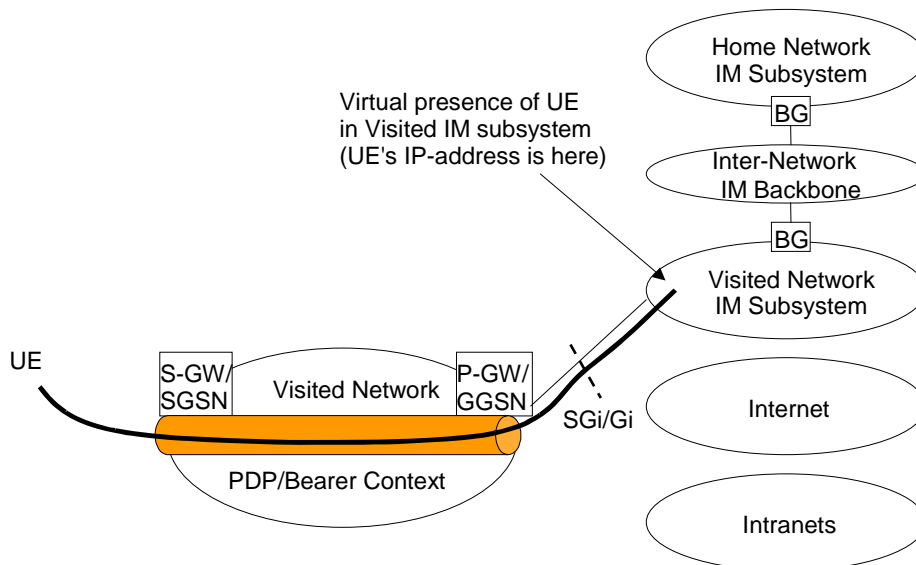 Home Network
IM Subsystem
BG
Virtual presence of UE
in Visited IM subsystem
(UE's IP-address is here)
Inter-Network
IM Backbone
BG
Visited Network
IM Subsystem
UE
S-GW/
SGSN
Visited Network
P-GW/
GGSN
SGi/Gi
Internet
PDP/Bearer Context
Intranets